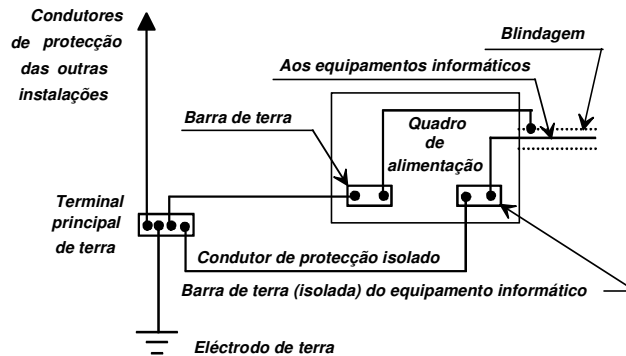 Condutores
de protecção
das outras
instalações
Blindagem
Aos equipamentos informáticos
Barra de terra
Quadro
de
alimentação
Terminal
principal
de terra
Condutor de protecção isolado
Barra de terra (isolada) do equipamento informático
Eléctrodo de terra